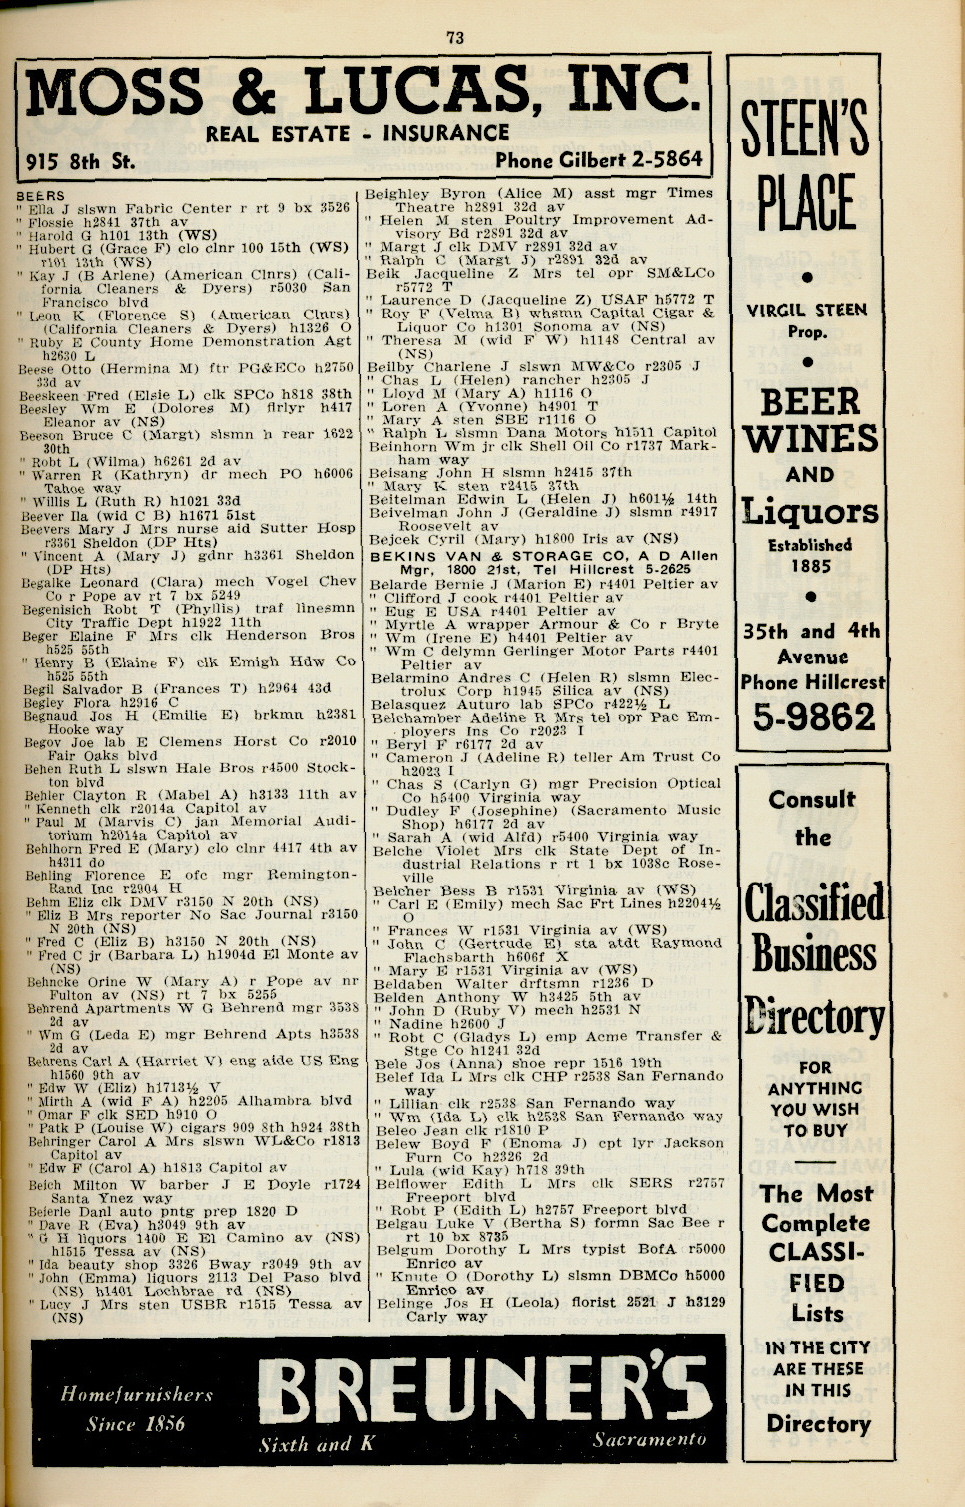 73
MOSS & LUCAS, INC.
REAL ESTATE - INSURANCE
915 8th St. Phone Gilbert 2-5864
BEERS
" Ella J slswn Fabric Center r rt 9 bx 3526
" Flossie h2841 37th av
" Harold G h101 13th (WS)
" Hubert G (Grace F) clo clnr 100 15th (WS)
r101 13th (WS)
" Kay J (B Arlene) (American Clnrs) (Cali-
fornia Cleaners & Dyers) r5030 San
Francisco blvd
" Leon K (Florence S) (American Clnrs)
(California Cleaners & Dyers) h1326 O
" Ruby E County Home Demonstration Agt
h2630 L
Beese Otto (Hermina M) ftr PG&ECo h2750
33d av
Beeskeen Fred (Elsie L) clk SPCo h818 38th
Beesley Wm E (Dolores M) flrlyr h417
Eleanor av (NS)
Beeson Bruce C (Margt) slsmn h rear 1622
30th
" Robt L (Wilma) h6261 2d av
" Warren R (Kathryn) dr mech PO h6006
Tahoe way
" Willis L (Ruth R) h1021 33d
Beever Ila (wid C B) h1671 51st
Beevers Mary J Mrs nurse aid Sutter Hosp
r3361 Sheldon (DP Hts)
" Vincent A (Mary J) gdnr h3361 Sheldon
(DP Hts)
Begalke Leonard (Clara) mech Vogel Chev
Co r Pope av rt 7 bx 5249
Begenisich Robt T (Phyllis) traf linesmn
City Traffic Dept h1922 11th
Beger Elaine F Mrs clk Henderson Bros
h525 55th
" Henry B (Elaine F) clk Emigh Hdw Co
h525 55th
Begil Salvador B (Frances T) h2964 43d
Begley Flora h2916 C
Begnaud Jos H (Emilie E) brkmn h2381
Hooke way
Begov Joe lab E Clemens Horst Co r2010
Fair Oaks blvd
Behen Ruth L slswn Hale Bros r4500 Stock-
ton blvd
Behler Clayton R (Mabel A) h3133 11th av
" Kenneth clk r2014a Capitol av
" Paul M (Marvis C) jan Memorial Audi-
torium h2014a Capitol av
Behlhorn Fred E (Mary) clo clnr 4417 4th av
h4311 do
Behling Florence E ofc mgr Remington-
Rand Inc r2904 H
Behm Eliz clk DMV r3150 N 20th (NS)
" Eliz B Mrs reporter No Sac Journal r3150
N 20th (NS)
" Fred C (Eliz B) h3150 N 20th (NS)
" Fred C jr (Barbara L) h1904d El Monte av
(NS)
Behncke Orine W (Mary A) r Pope av nr
Fulton av (NS) rt 7 bx 5255
Behrend Apartments W G Behrend mgr 3538
2d av
" Wm G (Leda E) mgr Behrend Apts h3538
2d av
Behrens Carl A (Harriet V) eng aide US Eng
h1560 9th av
" Edw W (Eliz) h1713½ V
" Mirth A (wid F A) h2205 Alhambra blvd
" Omar F clk SED h910 O
" Patk P (Louise W) cigars 909 8th h924 38th
Behringer Carol A Mrs slswn WL&Co r1813
Capitol av
" Edw F (Carol A) h1813 Capitol av
Beich Milton W barber J E Doyle r1724
Santa Ynez way
Beierle Danl auto pntg prep 1820 D
" Dave R (Eva) h3049 9th av
" G H liquors 1400 E El Camino av (NS)
h1515 Tessa av (NS)
" Ida beauty shop 3326 Bway r3049 9th av
" John (Emma) liquors 2113 Del Paso blvd
(NS) h1401 Lochbrae rd (NS)
" Lucy J Mrs sten USBR r1515 Tessa av
(NS)
Beighley Byron (Alice M) asst mgr Times
Theatre h2891 32d av
" Helen M sten Poultry Improvement Ad-
visory Bd r2891 32d av
" Margt J clk DMV r2891 32d av
" Ralph C (Margt J) r2891 32d av
Beik Jacqueline Z Mrs tel opr SM&LCo
r5772 T
" Laurence D (Jacqueline Z) USAF h5772 T
" Roy F (Velma B) whsmn Capital Cigar &
Liquor Co h1301 Sonoma av (NS)
" Theresa M (wid F W) h1148 Central av
(NS)
Beilby Charlene J slswn MW&Co r2305 J
" Chas L (Helen) rancher h2305 J
" Lloyd M (Mary A) h1116 O
" Loren A (Yvonne) h4901 T
" Mary A sten SBE r1116 O
" Ralph L slsmn Dana Motors h1511 Capitol
Beinhorn Wm jr clk Shell Oil Co r1737 Mark-
ham way
Beisang John H slsmn h2415 37th
" Mary K sten r2415 37th
Beitelman Edwin L (Helen J) h601½ 14th
Beivelman John J (Geraldine J) slsmn r4917
Roosevelt av
Bejcek Cyril (Mary) h1800 Iris av (NS)
BEKINS VAN & STORAGE CO, A D Allen
Mgr, 1800 21st, Tel Hillcrest 5-2625
Belarde Bernie J (Marion E) r4401 Peltier av
" Clifford J cook r4401 Peltier av
" Eug E USA r4401 Peltier av
" Myrtle A wrapper Armour & Co r Bryte
" Wm (Irene E) h4401 Peltier av
" Wm C delymn Gerlinger Motor Parts r4401
Peltier av
Belarmino Andres C (Helen R) slsmn Elec-
trolux Corp h1945 Silica av (NS)
Belasquez Auturo lab SPCo r422½ L
Belchamber Adeline R Mrs tel opr Pac Em-
ployers Ins Co r2023 I
" Beryl F r6177 2d av
" Cameron J (Adeline R) teller Am Trust Co
h2023 I
" Chas S (Carlyn G) mgr Precision Optical
Co h5400 Virginia way
" Dudley F (Josephine) (Sacramento Music
Shop) h6177 2d av
" Sarah A (wid Alfd) r5400 Virginia way
Belche Violet Mrs clk State Dept of In-
dustrial Relations r rt 1 bx 1038c Rose-
ville
Belcher Bess B r1531 Virginia av (WS)
" Carl E (Emily) mech Sac Frt Lines h2204½
O
" Frances W r1531 Virginia av (WS)
" John C (Gertrude E) sta atdt Raymond
Flachsbarth h606f X
" Mary E r1531 Virginia av (WS)
Beldaben Walter drftsmn r1236 D
Belden Anthony W h3425 5th av
" John D (Ruby V) mech h2531 N
" Nadine h2600 J
" Robt C (Gladys L) emp Acme Transfer &
Stge Co h1241 32d
Bele Jos (Anna) shoe repr 1516 19th
Belef Ida L Mrs clk CHP r2538 San Fernando
way
" Lillian clk r2538 San Fernando way
" Wm (Ida L) clk h2538 San Fernando way
Beleo Jean clk r1810 P
Belew Boyd F (Enoma J) cpt lyr Jackson
Furn Co h2326 2d
" Lula (wid Kay) h718 39th
Belflower Edith L Mrs clk SERS r2757
Freeport blvd
" Robt P (Edith L) h2757 Freeport blvd
Belgau Luke V (Bertha S) formn Sac Bee r
rt 10 bx 8735
Belgum Dorothy L Mrs typist BofA r5000
Enrico av
" Knute O (Dorothy L) slsmn DBMCo h5000
Enrico av
Belinge Jos H (Leola) florist 2521 J h3129
Carly way
STEEN'S
PLACE
VIRGIL STEEN
Prop.
BEER
WINES
AND
Liquors
Established
1885
35th and 4th
Avenue
Phone Hillcrest
5-9862
Consult
the
Classified
Business
Directory
FOR
ANYTHING
YOU WISH
TO BUY
The Most
Complete
CLASSI-
FIED
Lists
IN THE CITY
ARE THESE
IN THIS
Directory
Homefurnishers
Since 1856
BREUNER'S
Sixth and K Sacramento